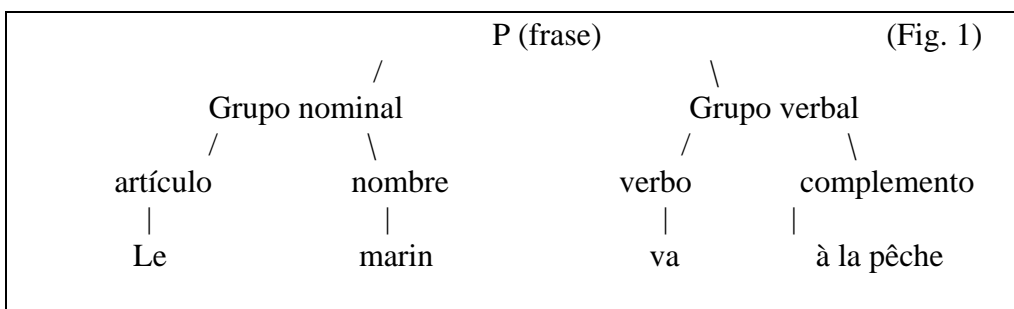 P (frase) (Fig. 1)
/ \
Grupo nominal Grupo verbal
/ \ / \
artículo nombre verbo complemento
| | | |
Le marin va à la pêche